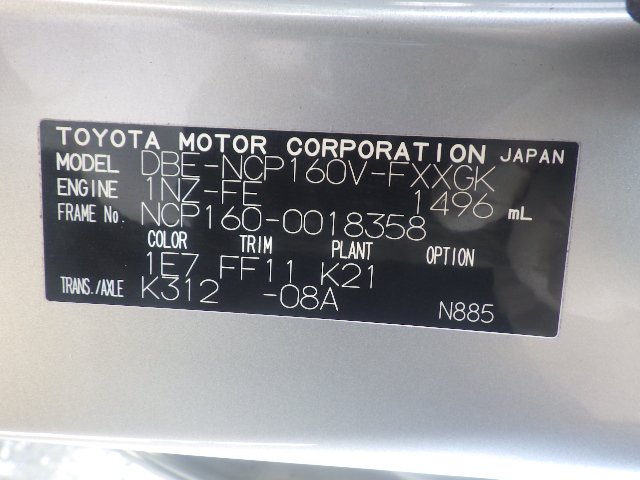 TOYOTA MOTOR CORPORATION JAPAN
MODEL DBE-NCP160V-FXXGK
ENGINE 1NZ-FE 1496 mL
FRAME No. NCP160-0018358
COLOR TRIM PLANT OPTION
1E7 FF11 K21
TRANS./AXLE K312 -08A
N885